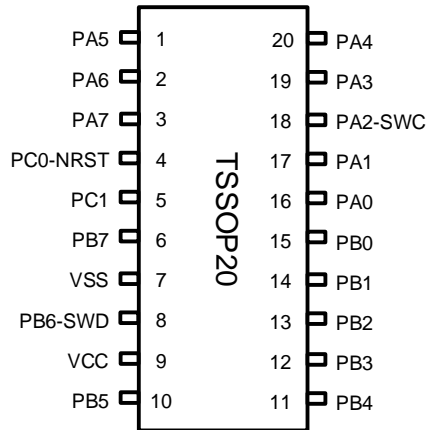 PA5 1 20 PA4
PA6 2 19 PA3
PA7 3 18 PA2-SWC
PC0-NRST 4 17 PA1
PC1 5 16 PA0
PB7 6 15 PB0
VSS 7 14 PB1
PB6-SWD 8 13 PB2
VCC 9 12 PB3
PB5 10 11 PB4
TSSOP20